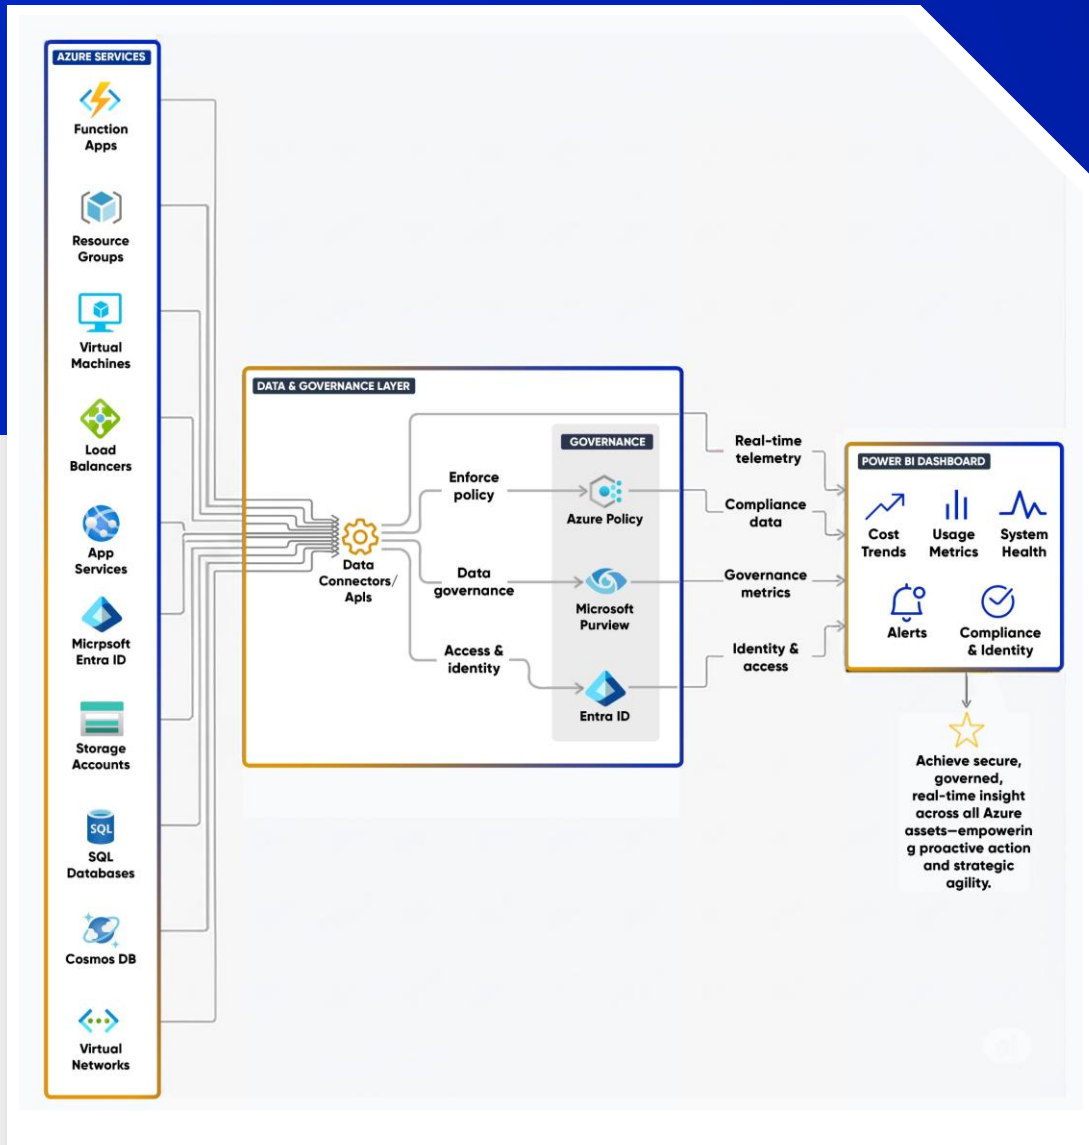 AZURE SERVICES
Function
Apps
Resource
Groups
Virtual
Machines
Load
Balancers
App
Services
Micrpsoft
Entra ID
Storage
Accounts
SQL
SQL
Databases
Cosmos DB
Virtual
Networks
DATA & GOVERNANCE LAYER
Data
Connectors/
Apls
Enforce
policy
Data
governance
Access &
identity
GOVERNANCE
Azure Policy
Microsoft
Purview
Entra ID
Real-time
telemetry
Compliance
data
Governance
metrics
Identity &
access
POWER BI DASHBOARD
Cost
Trends
Usage
Metrics
System
Health
Alerts
Compliance
& Identity
Achieve secure,
governed,
real-time insight
across all Azure
assets—empowerin
g proactive action
and strategic
agility.